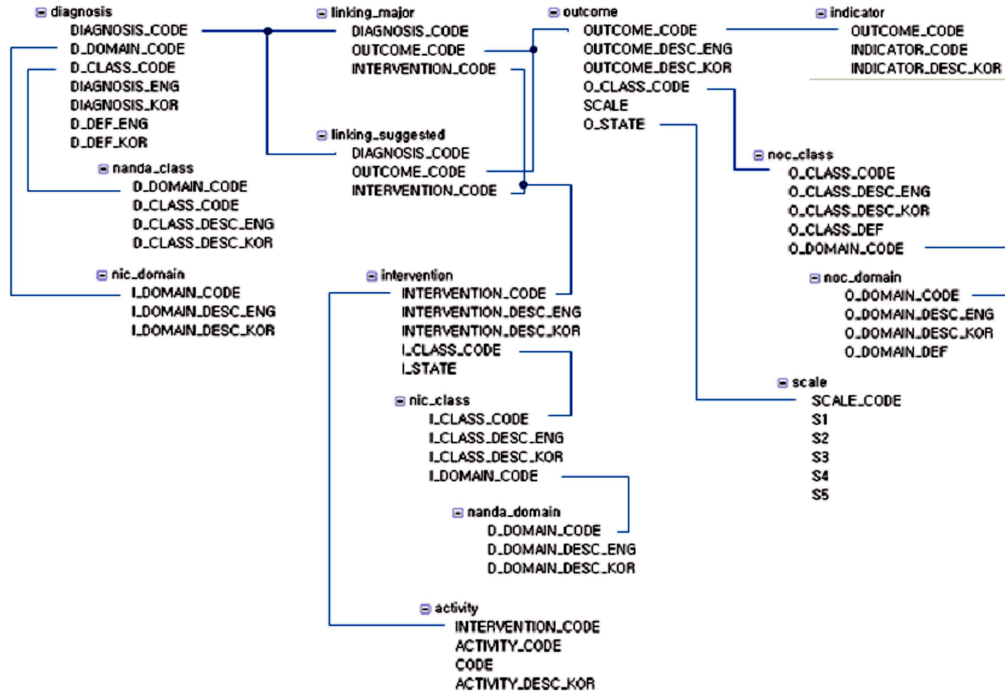 diagnosis
DIAGNOSIS_CODE
D_DOMAIN_CODE
D_CLASS_CODE
DIAGNOSIS_ENG
DIAGNOSIS_KOR
D_DEF_ENG
D_DEF_KOR
nanda_class
D_DOMAIN_CODE
D_CLASS_CODE
D_CLASS_DESC_ENG
D_CLASS_DESC_KOR
nic_domain
I_DOMAIN_CODE
I_DOMAIN_DESC_ENG
I_DOMAIN_DESC_KOR
linking_major
DIAGNOSIS_CODE
OUTCOME_CODE
INTERVENTION_CODE
linking_suggested
DIAGNOSIS_CODE
OUTCOME_CODE
INTERVENTION_CODE
intervention
INTERVENTION_CODE
INTERVENTION_DESC_ENG
INTERVENTION_DESC_KOR
I_CLASS_CODE
I_STATE
nic_class
I_CLASS_CODE
I_CLASS_DESC_ENG
I_CLASS_DESC_KOR
I_DOMAIN_CODE
nanda_domain
D_DOMAIN_CODE
D_DOMAIN_DESC_ENG
D_DOMAIN_DESC_KOR
activity
INTERVENTION_CODE
ACTIVITY_CODE
CODE
ACTIVITY_DESC_KOR
outcome
OUTCOME_CODE
OUTCOME_DESC_ENG
OUTCOME_DESC_KOR
O_CLASS_CODE
SCALE
O_STATE
indicator
OUTCOME_CODE
INDICATOR_CODE
INDICATOR_DESC_KOR
noc_class
O_CLASS_CODE
O_CLASS_DESC_ENG
O_CLASS_DESC_KOR
O_CLASS_DEF
O_DOMAIN_CODE
noc_domain
O_DOMAIN_CODE
O_DOMAIN_DESC_ENG
O_DOMAIN_DESC_KOR
O_DOMAIN_DEF
scale
SCALE_CODE
S1
S2
S3
S4
S5